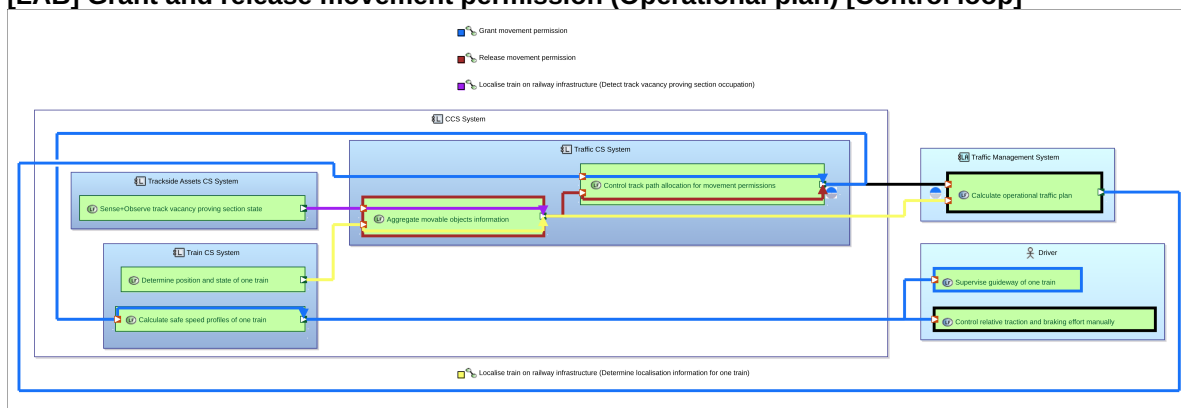 [LAB] Grant and release movement permission (Operational plan) [Control loop]
Grant movement permission
Release movement permission
Localise train on railway infrastructure (Detect track vacancy proving section occupation)
CCS System
Traffic CS System
Traffic Management System
Trackside Assets CS System
Control track path allocation for movement permissions
Calculate operational traffic plan
Sense+Observe track vacancy proving section state
Aggregate movable objects information
Train CS System
Driver
Determine position and state of one train
Supervise guideway of one train
Calculate safe speed profiles of one train
Control relative traction and braking effort manually
Localise train on railway infrastructure (Determine localisation information for one train)